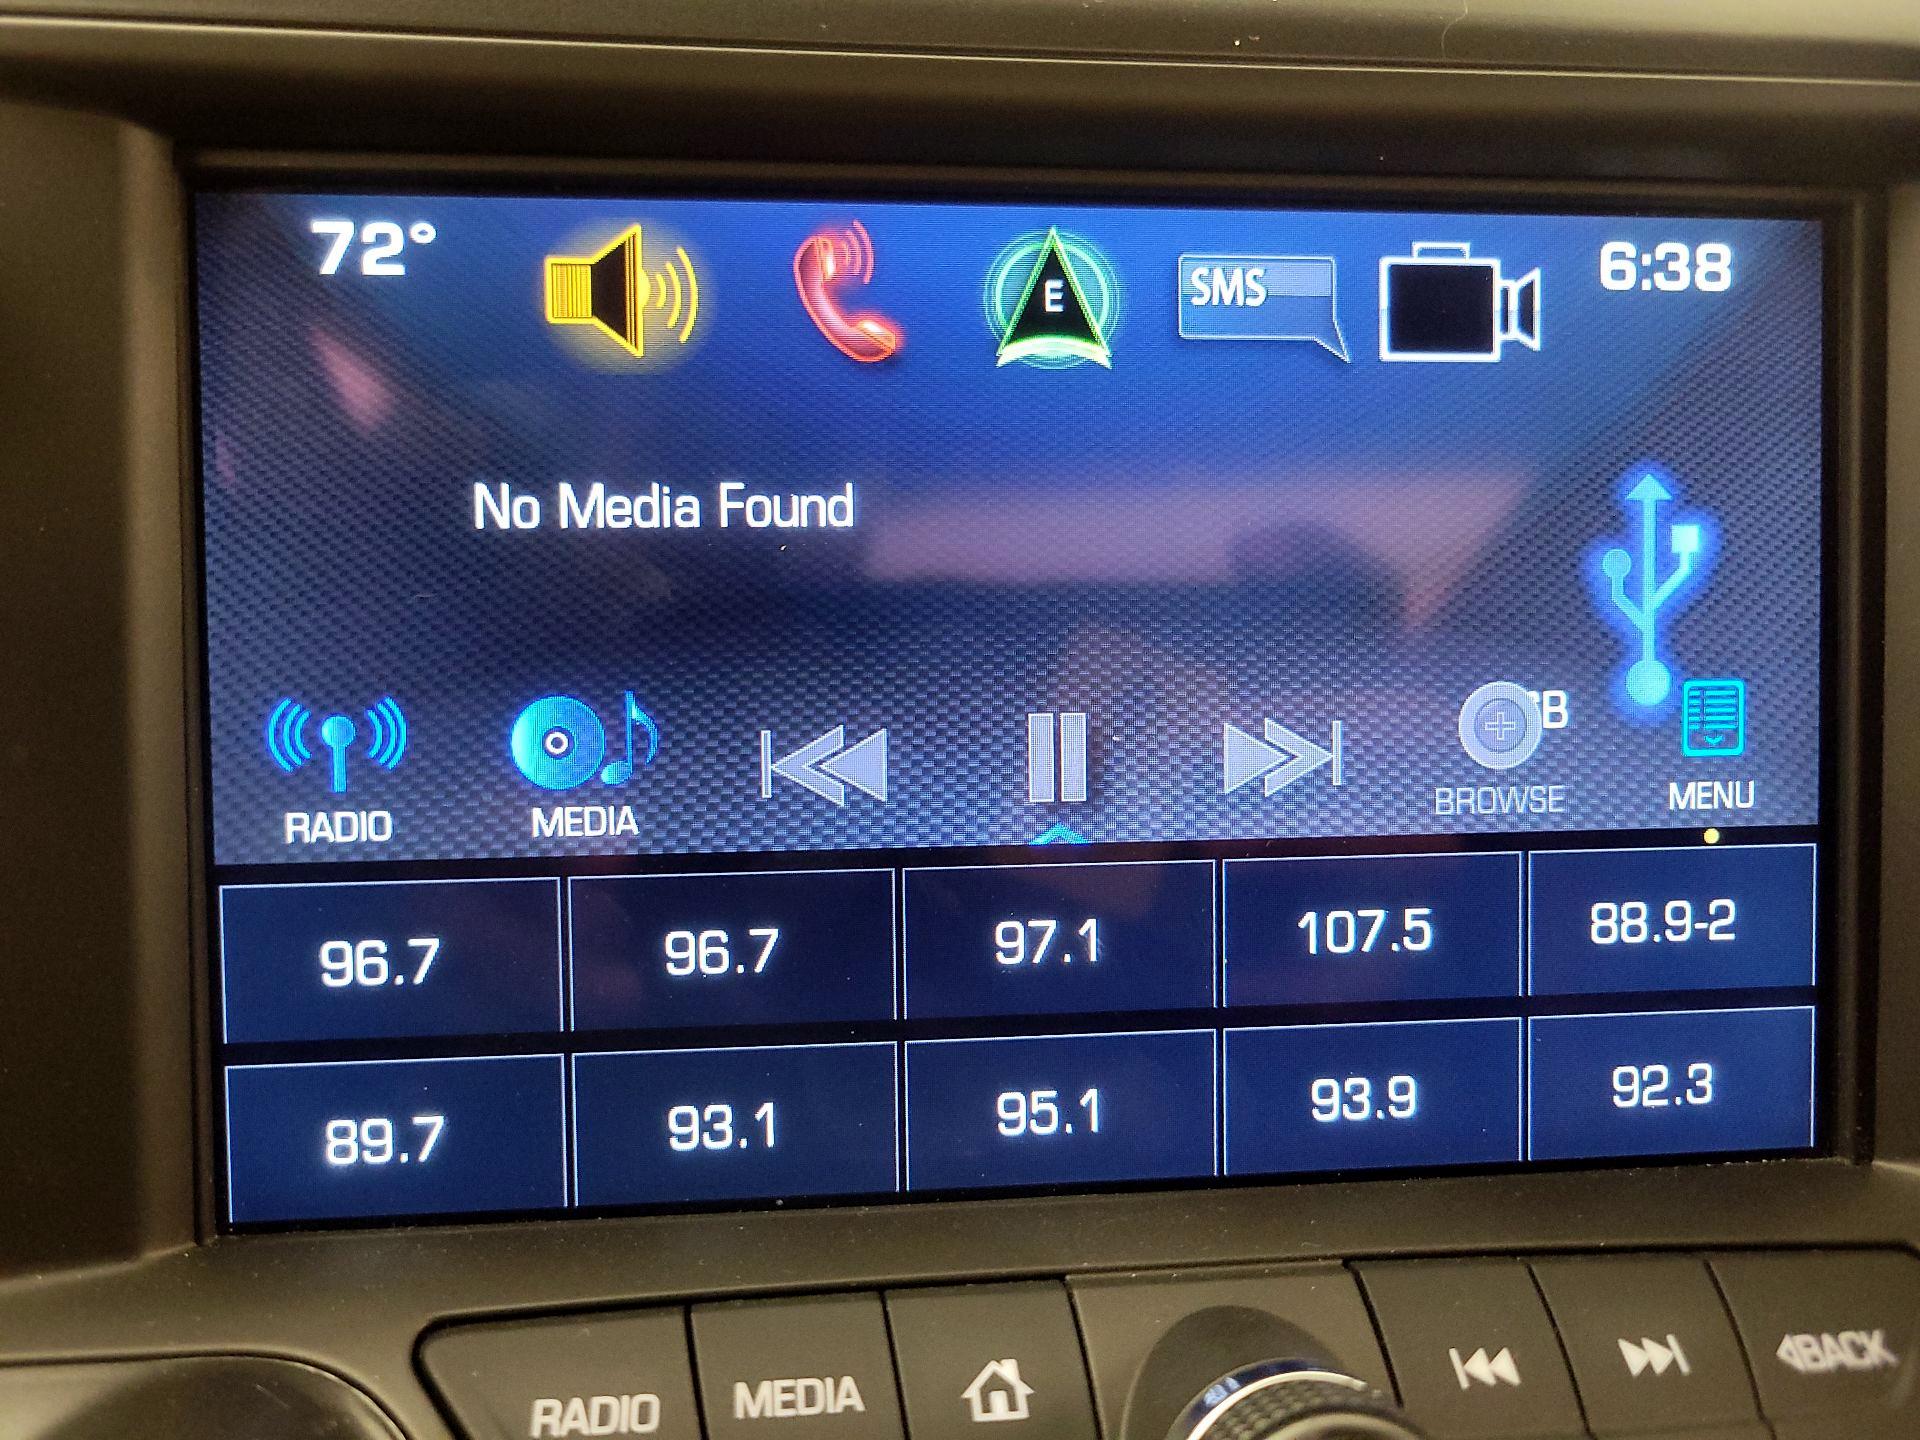 72°
E
SMS
6:38
No Media Found
RADIO
MEDIA
BROWSE
MENU
96.7
96.7
97.1
107.5
88.9-2
89.7
93.1
95.1
93.9
92.3
RADIO
MEDIA
BACK